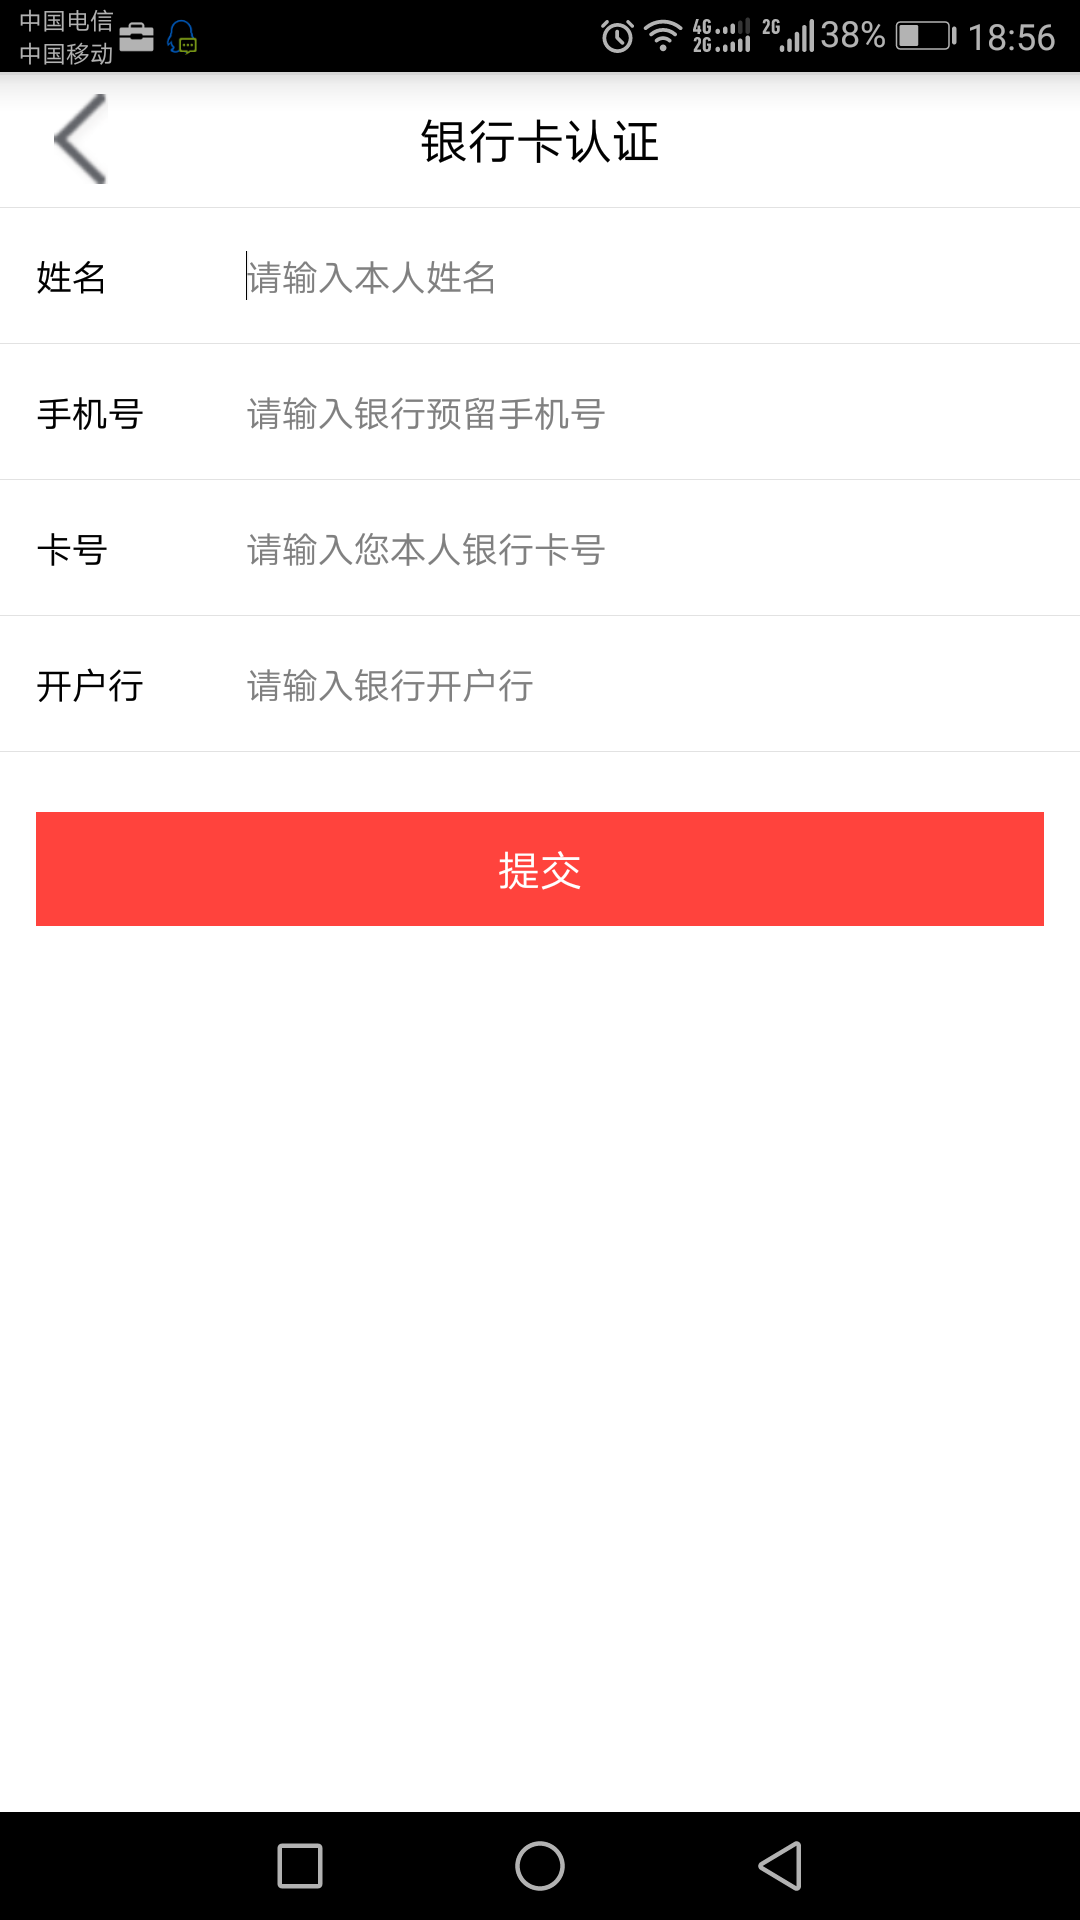 中国电信
中国移动
4G
2G
2G
38%
18:56
银行卡认证
姓名 请输入本人姓名
手机号 请输入银行预留手机号
卡号 请输入您本人银行卡号
开户行 请输入银行开户行
提交